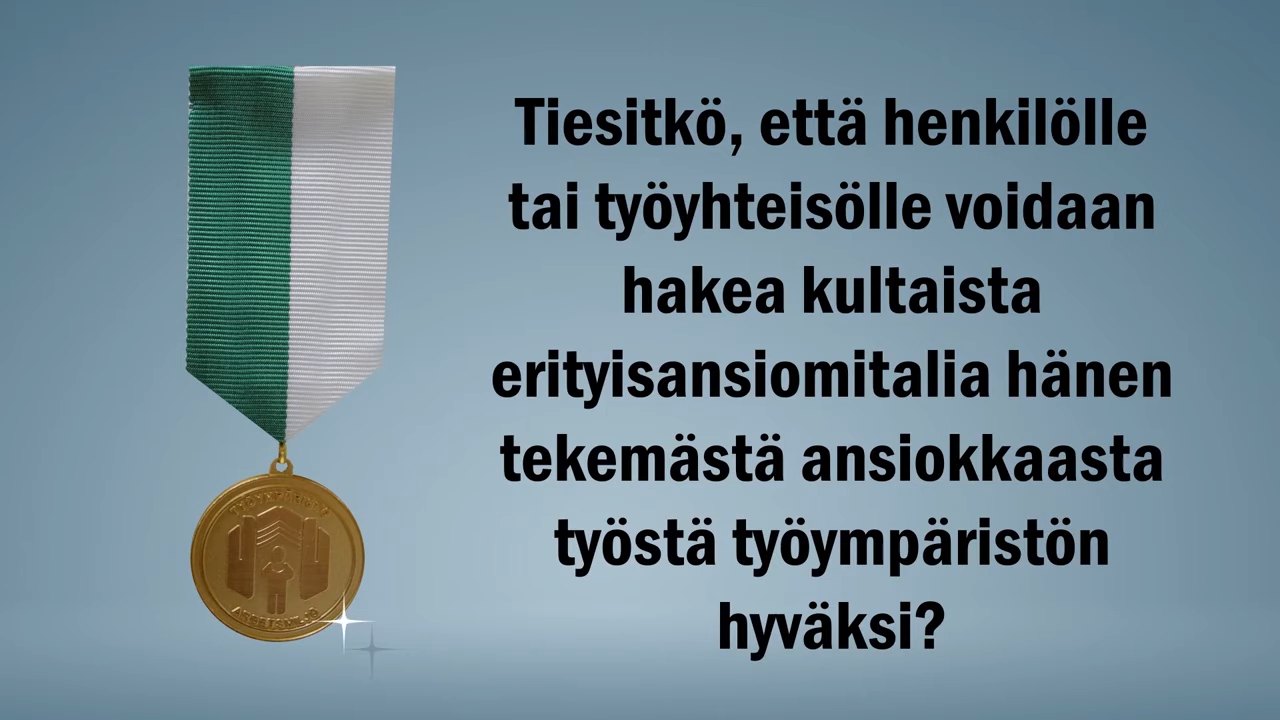 Tiesitkö, että henkilölle
tai työyhteisölle voidaan
hakea kultaista
erityisansiomitalia hänen
tekemästä ansiokkaasta
työstä työympäristön
hyväksi?